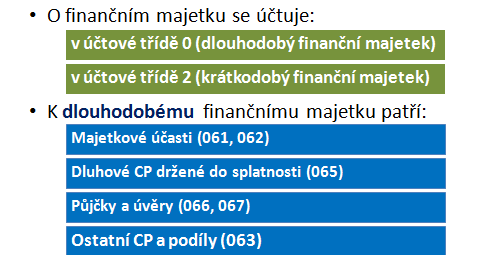 • O finančním majetku se účtuje:
v účtové třídě 0 (dlouhodobý finanční majetek)
v účtové třídě 2 (krátkodobý finanční majetek)
• K dlouhodobému finančnímu majetku patří:
Majetkové účasti (061, 062)
Dluhové CP držené do splatnosti (065)
Půjčky a úvěry (066, 067)
Ostatní CP a podíly (063)